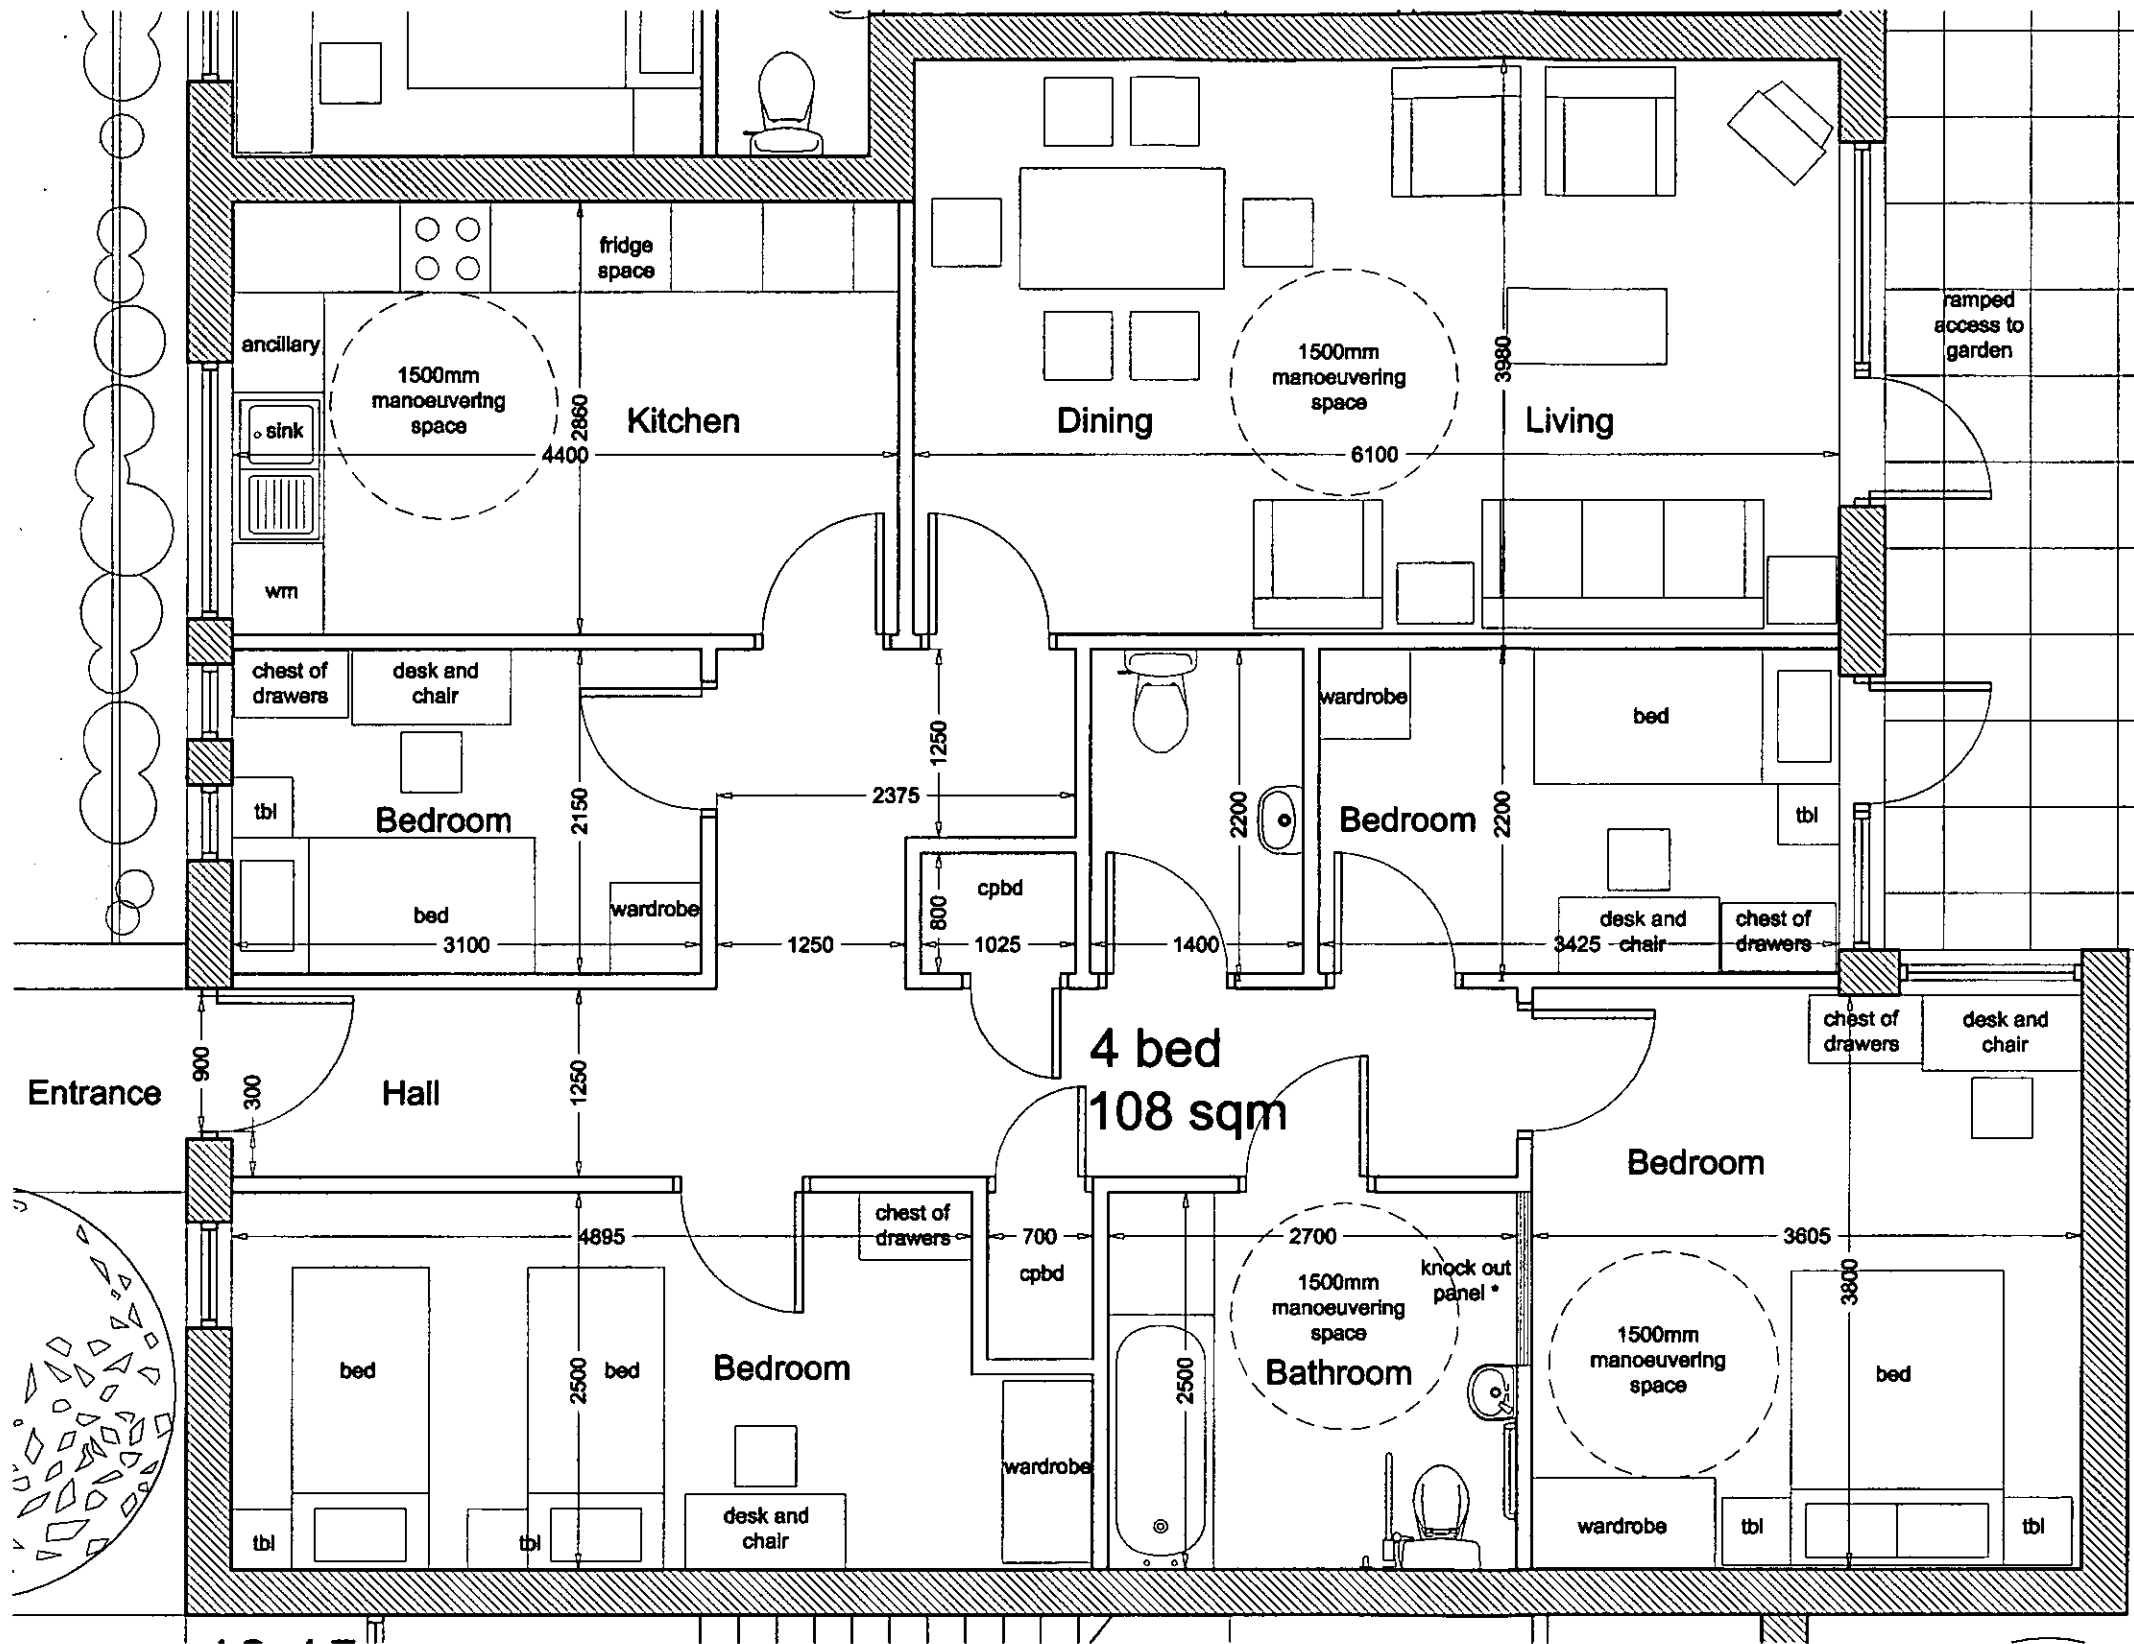 fridge
space
ancillary
1500mm
manoeuvering
space
sink
2860
Kitchen
4400
wm
Dining
1500mm
manoeuvering
space
3980
Living
6100
ramped
access to
garden
chest of
drawers
desk and
chair
tbl
Bedroom
2150
bed
wardrobe
3100
1250
2375
1250
800
cpbd
1025
2200
1400
wardrobe
bed
Bedroom
2200
tbl
desk and
chair
chest of
drawers
3425
Entrance
900
300
Hall
1250
4 bed
108 sqm
chest of
drawers
desk and
chair
Bedroom
4895
chest of
drawers
700
cpbd
2700
1500mm
manoeuvering
space
knock out
panel *
Bathroom
2500
3605
3800
1500mm
manoeuvering
space
bed
bed
bed
2500
Bedroom
wardrobe
desk and
chair
tbl
tbl
wardrobe
tbl
tbl